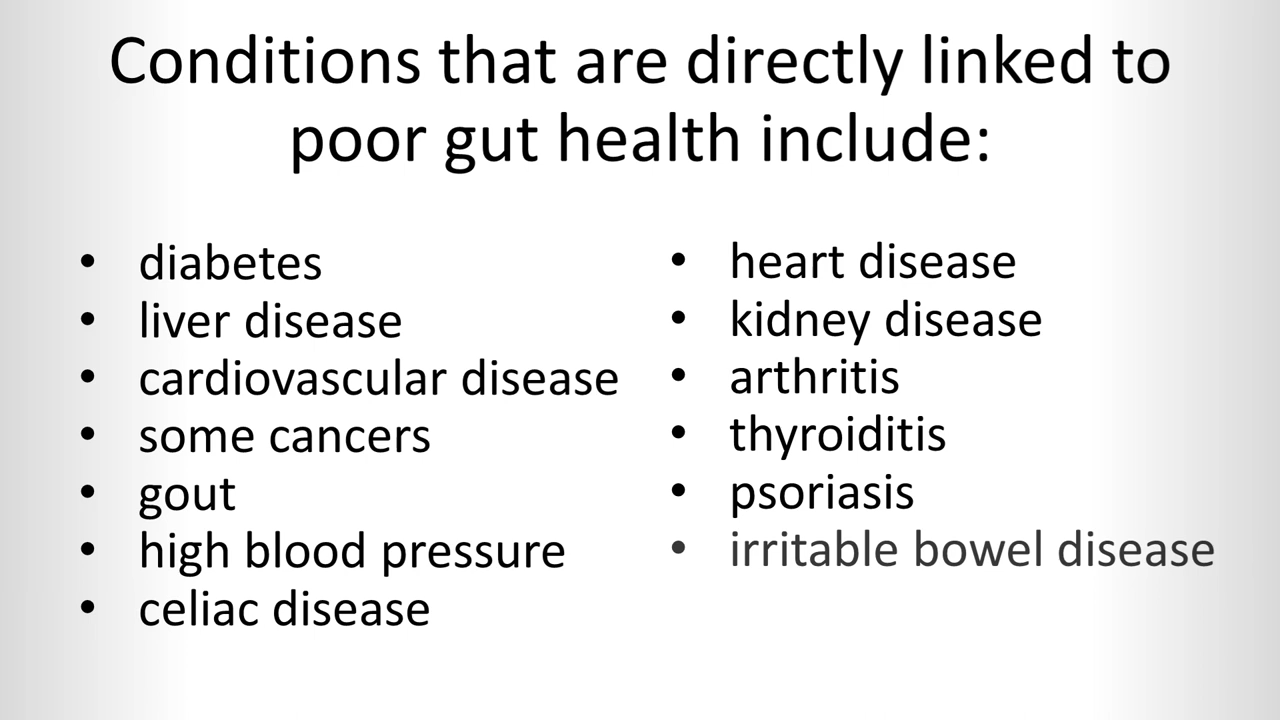 Conditions that are directly linked to
poor gut health include:
• diabetes
• liver disease
• cardiovascular disease
• some cancers
• gout
• high blood pressure
• celiac disease
• heart disease
• kidney disease
• arthritis
• thyroiditis
• psoriasis
• irritable bowel disease